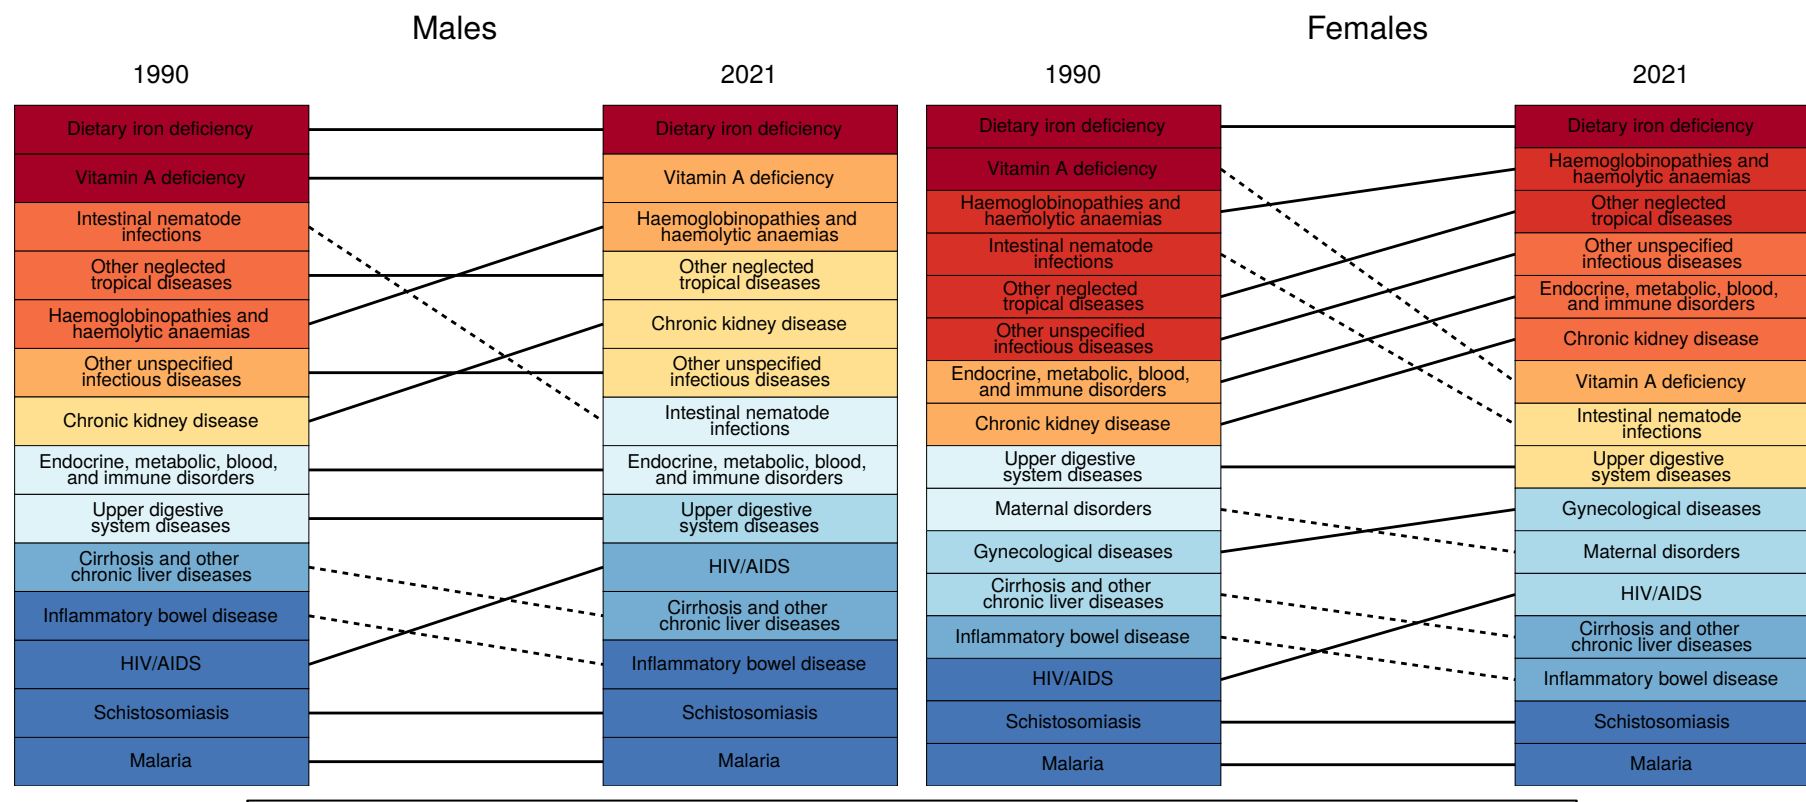 Males
1990
2021
Dietary iron deficiency
Vitamin A deficiency
Intestinal nematode
infections
Other neglected
tropical diseases
Haemoglobinopathies and
haemolytic anaemias
Other unspecified
infectious diseases
Chronic kidney disease
Endocrine, metabolic, blood,
and immune disorders
Upper digestive
system diseases
Cirrhosis and other
chronic liver diseases
Inflammatory bowel disease
HIV/AIDS
Schistosomiasis
Malaria
Dietary iron deficiency
Vitamin A deficiency
Haemoglobinopathies and
haemolytic anaemias
Other neglected
tropical diseases
Chronic kidney disease
Other unspecified
infectious diseases
Intestinal nematode
infections
Endocrine, metabolic, blood,
and immune disorders
Upper digestive
system diseases
HIV/AIDS
Cirrhosis and other
chronic liver diseases
Inflammatory bowel disease
Schistosomiasis
Malaria
Females
1990
2021
Dietary iron deficiency
Vitamin A deficiency
Haemoglobinopathies and
haemolytic anaemias
Intestinal nematode
infections
Other neglected
tropical diseases
Other unspecified
infectious diseases
Endocrine, metabolic, blood,
and immune disorders
Chronic kidney disease
Upper digestive
system diseases
Maternal disorders
Gynecological diseases
Cirrhosis and other
chronic liver diseases
Inflammatory bowel disease
HIV/AIDS
Schistosomiasis
Malaria
Dietary iron deficiency
Haemoglobinopathies and
haemolytic anaemias
Other neglected
tropical diseases
Other unspecified
infectious diseases
Endocrine, metabolic, blood,
and immune disorders
Chronic kidney disease
Vitamin A deficiency
Intestinal nematode
infections
Upper digestive
system diseases
Gynecological diseases
Maternal disorders
HIV/AIDS
Cirrhosis and other
chronic liver diseases
Inflammatory bowel disease
Schistosomiasis
Malaria